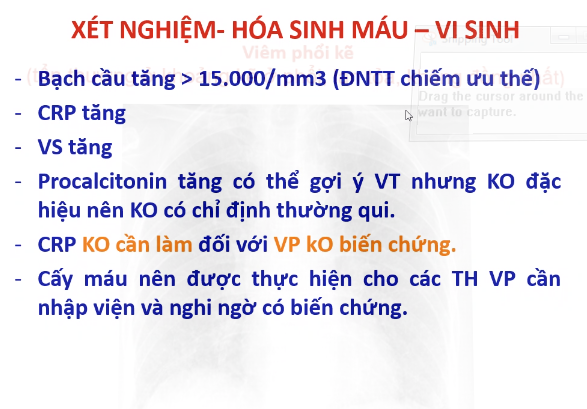 XÉT NGHIỆM- HÓA SINH MÁU – VI SINH
Viêm phổi kẽ
- Bạch cầu tăng > 15.000/mm3 (ĐNTT chiếm ưu thế)
Drag the cursor around the
want to capture.
- CRP tăng
- VS tăng
- Procalcitonin tăng có thể gợi ý VT nhưng KO đặc
hiệu nên KO có chỉ định thường qui.
- CRP KO cần làm đối với VP kO biến chứng.
- Cấy máu nên được thực hiện cho các TH VP cần
nhập viện và nghi ngờ có biến chứng.